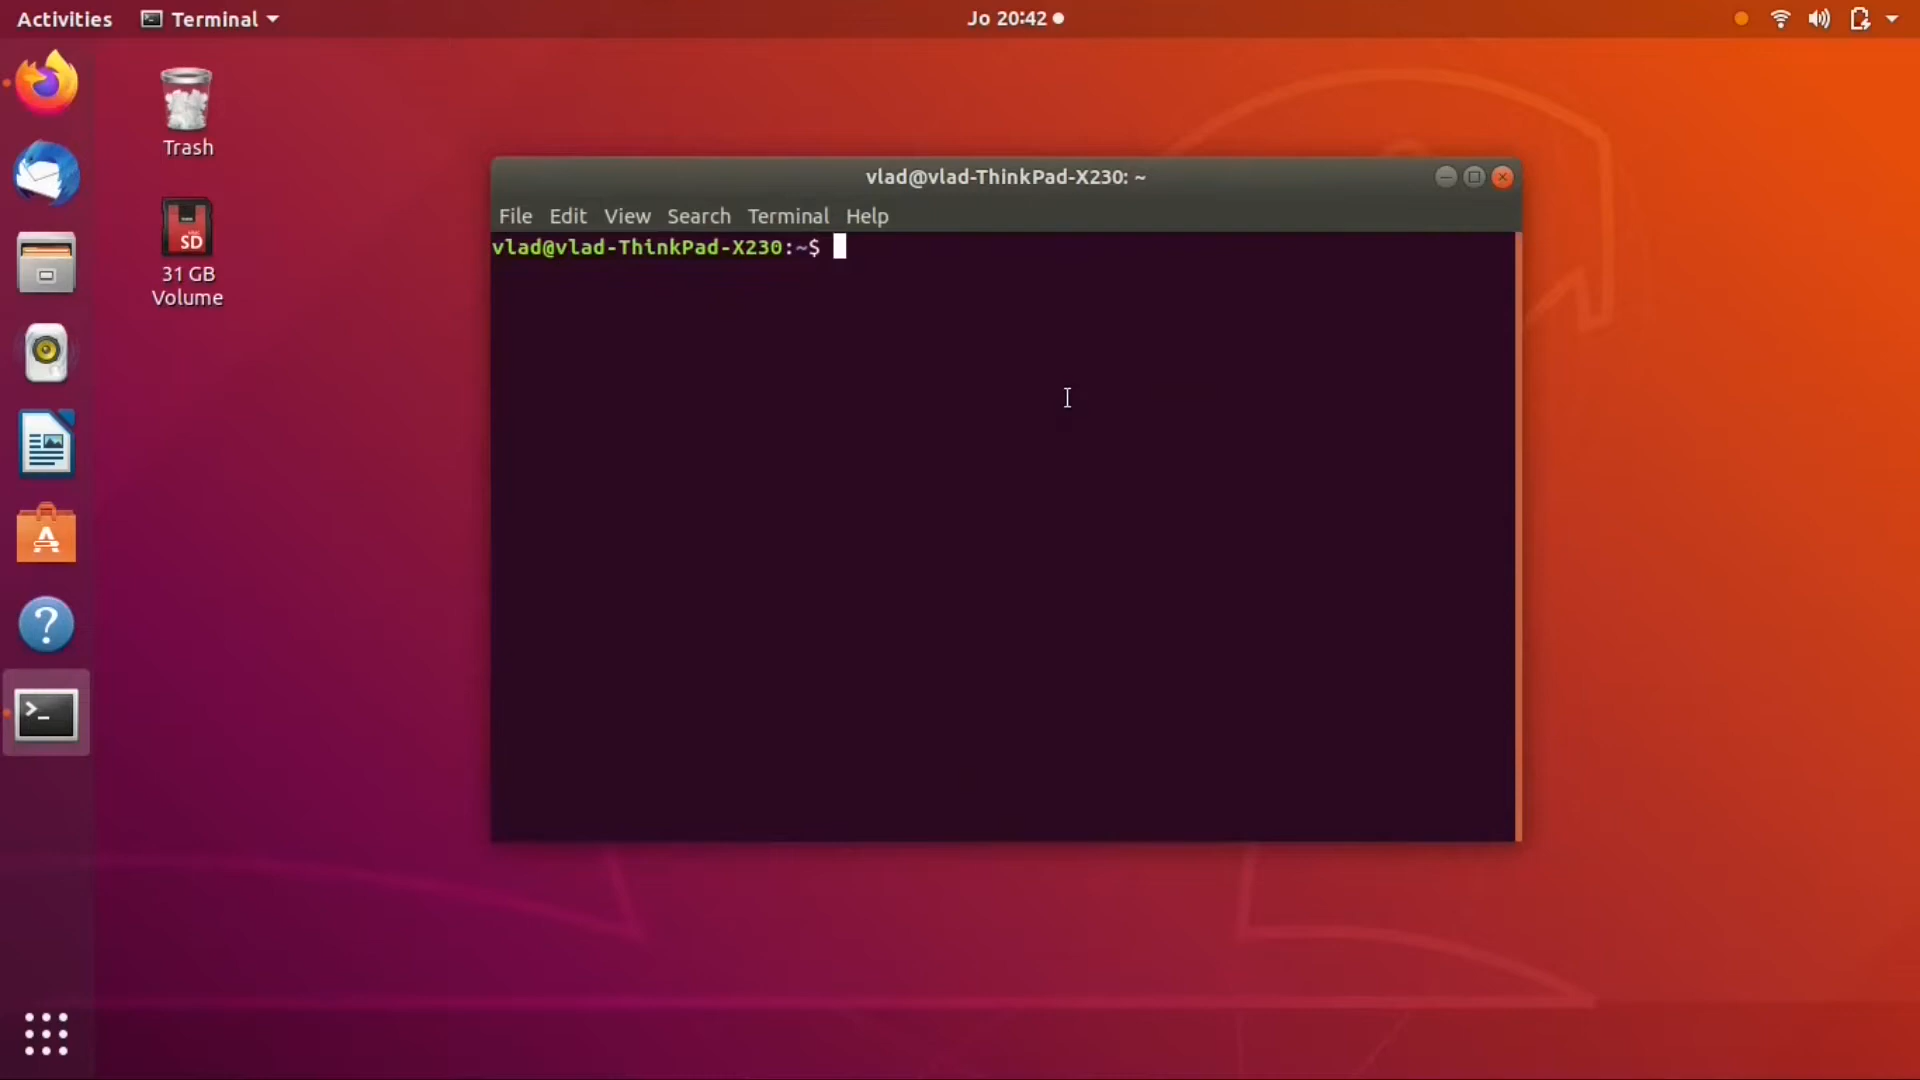 Activities
Terminal
Jo 20:42
Trash
SD
31 GB
Volume
vlad@vlad-ThinkPad-X230: ~
File Edit View Search Terminal Help
vlad@vlad-ThinkPad-X230:~$